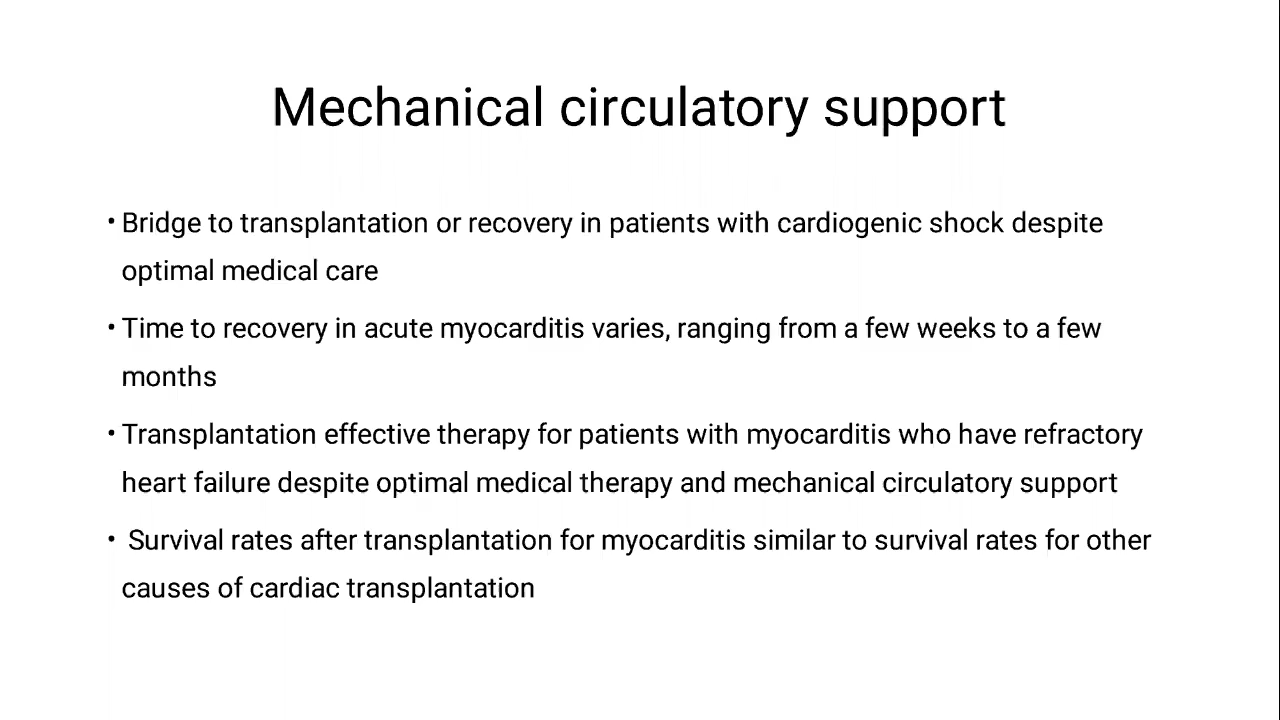 Mechanical circulatory support
• Bridge to transplantation or recovery in patients with cardiogenic shock despite
optimal medical care
• Time to recovery in acute myocarditis varies, ranging from a few weeks to a few
months
• Transplantation effective therapy for patients with myocarditis who have refractory
heart failure despite optimal medical therapy and mechanical circulatory support
• Survival rates after transplantation for myocarditis similar to survival rates for other
causes of cardiac transplantation